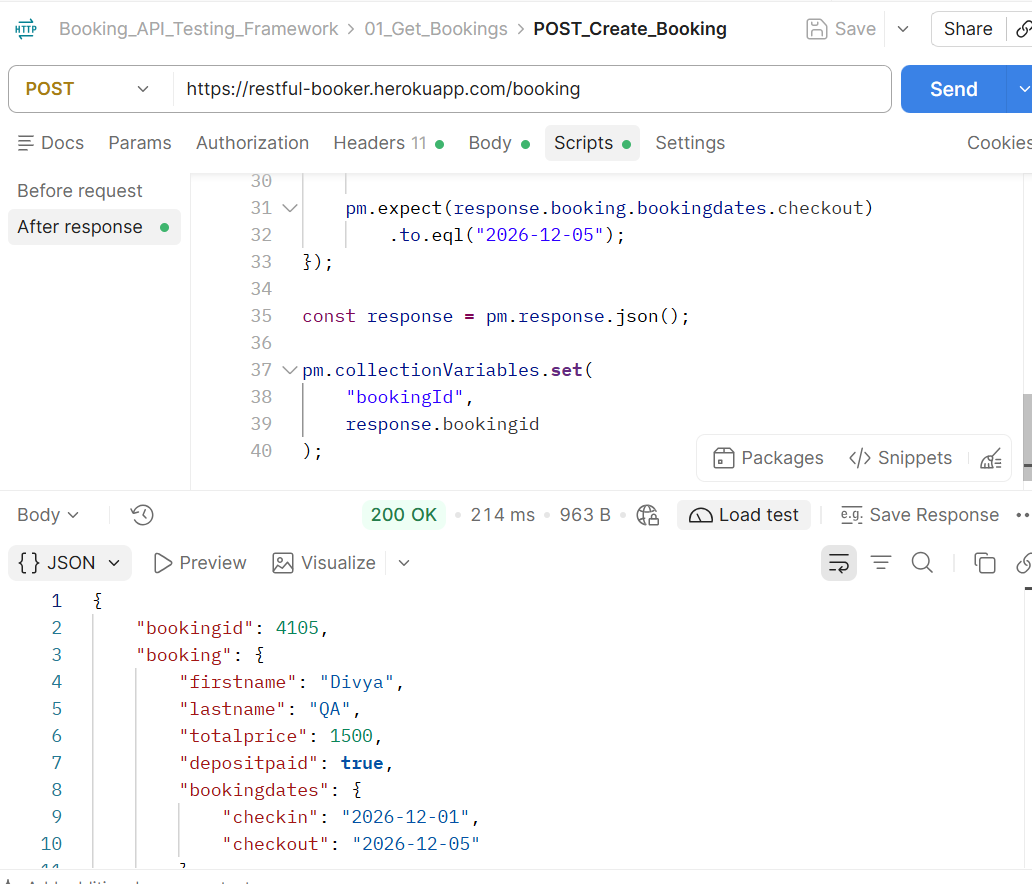 HTTP Booking_API_Testing_Framework > 01_Get_Bookings > POST_Create_Booking Save Share
POST https://restful-booker.herokuapp.com/booking Send
Docs Params Authorization Headers 11 Body Scripts Settings Cookies
Before request
After response
30
31 pm.expect(response.booking.bookingdates.checkout)
32 .to.eql("2026-12-05");
33 });
34
35 const response = pm.response.json();
36
37 pm.collectionVariables.set(
38 "bookingId",
39 response.bookingid
40 );
Packages </> Snippets
Body 200 OK • 214 ms • 963 B • Load test e.g. Save Response
{} JSON Preview Visualize
1 {
2 "bookingid": 4105,
3 "booking": {
4 "firstname": "Divya",
5 "lastname": "QA",
6 "totalprice": 1500,
7 "depositpaid": true,
8 "bookingdates": {
9 "checkin": "2026-12-01",
10 "checkout": "2026-12-05"